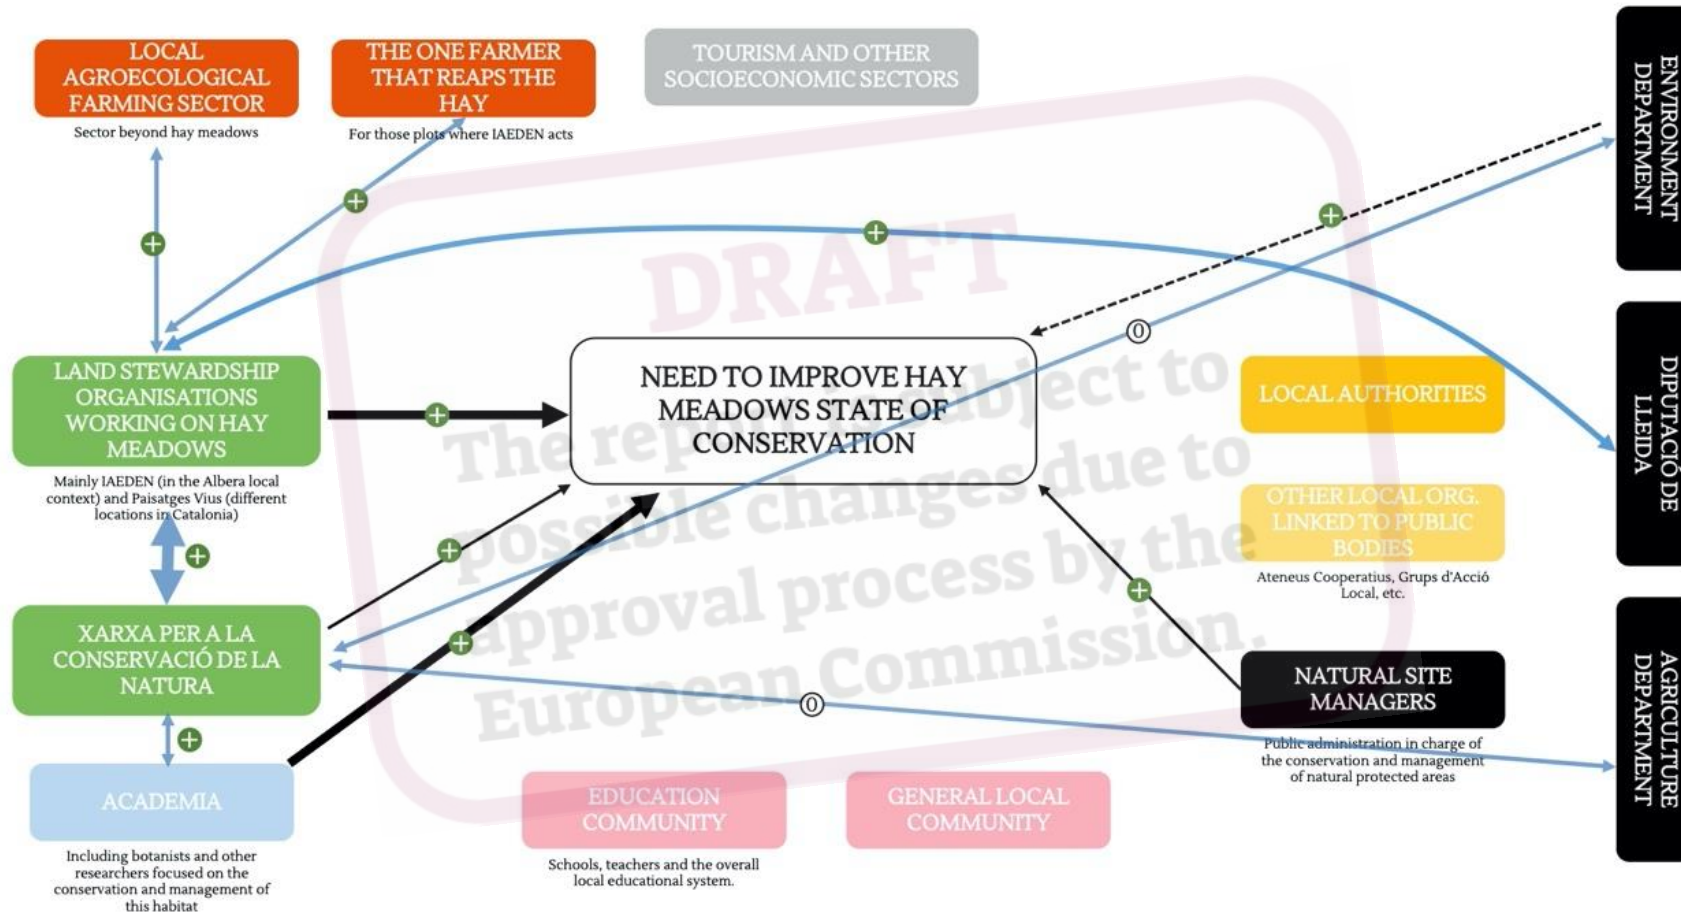 LOCAL
AGROECOLOGICAL
FARMING SECTOR
Sector beyond hay meadows
THE ONE FARMER
THAT REAPS THE
HAY
For those plots where IAEDEN acts
TOURISM AND OTHER
SOCIOECONOMIC SECTORS
ENVIRONMENT
DEPARTMENT
+
+
+
+
+
0
DRAFT
The report is subject to
possible changes due to
approval process by the
European Commission.
LAND STEWARDSHIP
ORGANISATIONS
WORKING ON HAY
MEADOWS
Mainly IAEDEN (in the Albera local
context) and Paisatges Vius (different
locations in Catalonia)
NEED TO IMPROVE HAY
MEADOWS STATE OF
CONSERVATION
LOCAL AUTHORITIES
DIPUTACIÓ DE
LLEIDA
OTHER LOCAL ORG.
LINKED TO PUBLIC
BODIES
Ateneus Cooperatius, Grups d'Acció
Local, etc.
+
+
+
+
XARXA PER A LA
CONSERVACIÓ DE LA
NATURA
0
+
NATURAL SITE
MANAGERS
Public administration in charge of
the conservation and management
of natural protected areas
AGRICULTURE
DEPARTMENT
ACADEMIA
Including botanists and other
researchers focused on the
conservation and management of
this habitat
EDUCATION
COMMUNITY
Schools, teachers and the overall
local educational system.
GENERAL LOCAL
COMMUNITY